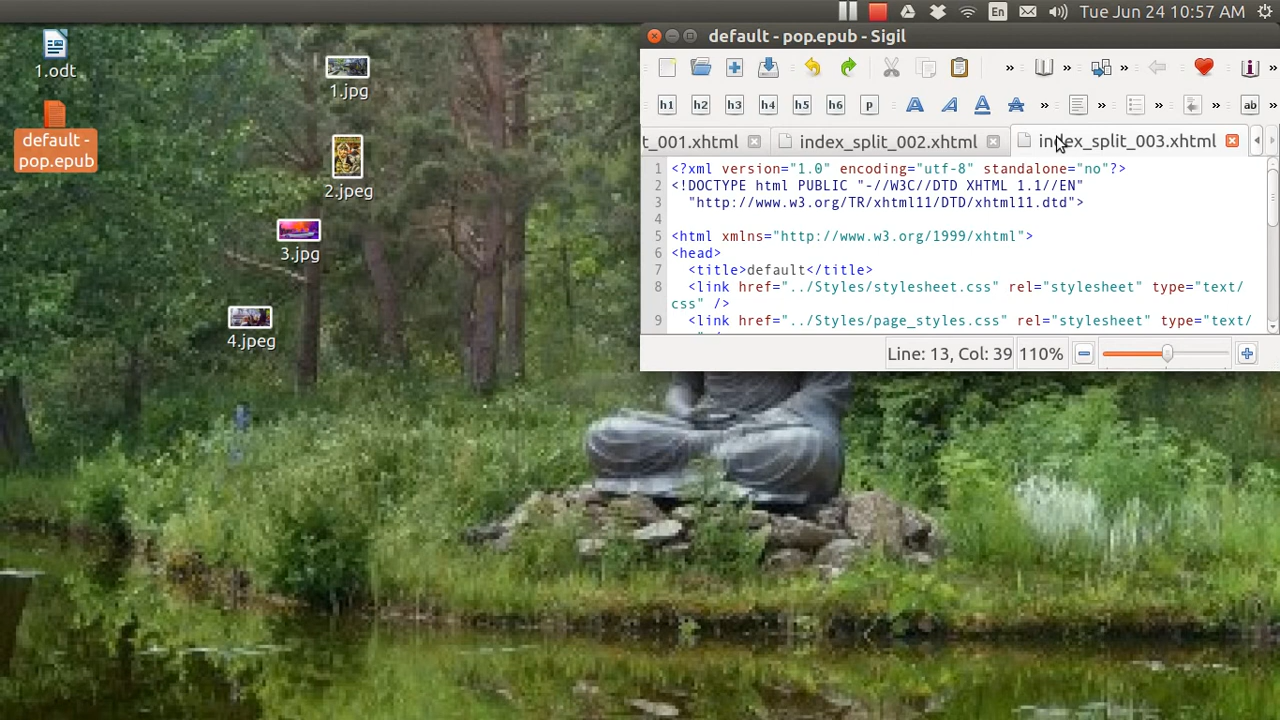 En
Tue Jun 24 10:57 AM
1.odt
default -
pop.epub
1.jpg
2.jpeg
3.jpg
4.jpeg
default - pop.epub - Sigil
»
»
»
»
h1 h2 h3 h4 h5 h6 p A A A A » » » » ab »
t_001.xhtml
index_split_002.xhtml
index_split_003.xhtml
1 <?xml version="1.0" encoding="utf-8" standalone="no"?>
2 <!DOCTYPE html PUBLIC "-//W3C//DTD XHTML 1.1//EN"
3 "http://www.w3.org/TR/xhtml11/DTD/xhtml11.dtd">
4
5 <html xmlns="http://www.w3.org/1999/xhtml">
6 <head>
7 <title>default</title>
8 <link href="../Styles/stylesheet.css" rel="stylesheet" type="text/
css" />
9 <link href="../Styles/page_styles.css" rel="stylesheet" type="text/
Line: 13, Col: 39
110%